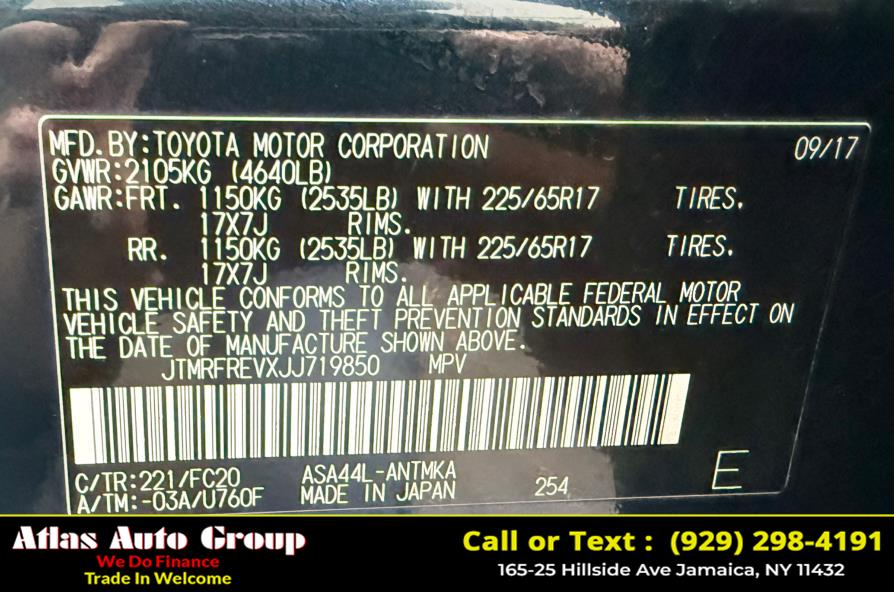 MFD.BY:TOYOTA MOTOR CORPORATION 09/17
GVWR:2105KG (4640LB)
GAWR:FRT. 1150KG (2535LB) WITH 225/65R17 TIRES.
17X7J RIMS.
RR. 1150KG (2535LB) WITH 225/65R17 TIRES.
17X7J RIMS.
THIS VEHICLE CONFORMS TO ALL APPLICABLE FEDERAL MOTOR
VEHICLE SAFETY AND THEFT PREVENTION STANDARDS IN EFFECT ON
THE DATE OF MANUFACTURE SHOWN ABOVE.
JTMRFREVXJJ719850 MPV
C/TR:221/FC20 ASA44L-ANTMKA
A/TM:-03A/U760F MADE IN JAPAN 254 E
Atlas Auto Group
We Do Finance
Trade In Welcome
Call or Text : (929) 298-4191
165-25 Hillside Ave Jamaica, NY 11432